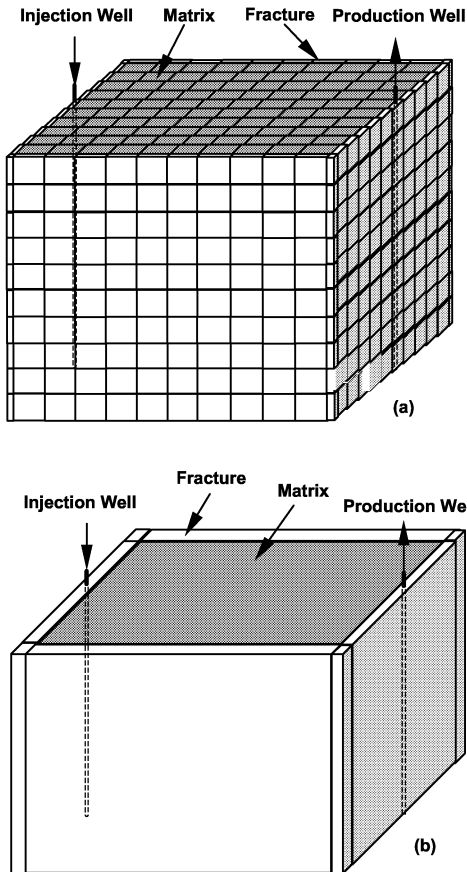 Injection Well
Matrix
Fracture
Production Well
(a)
Injection Well
Fracture
Matrix
Production We
(b)